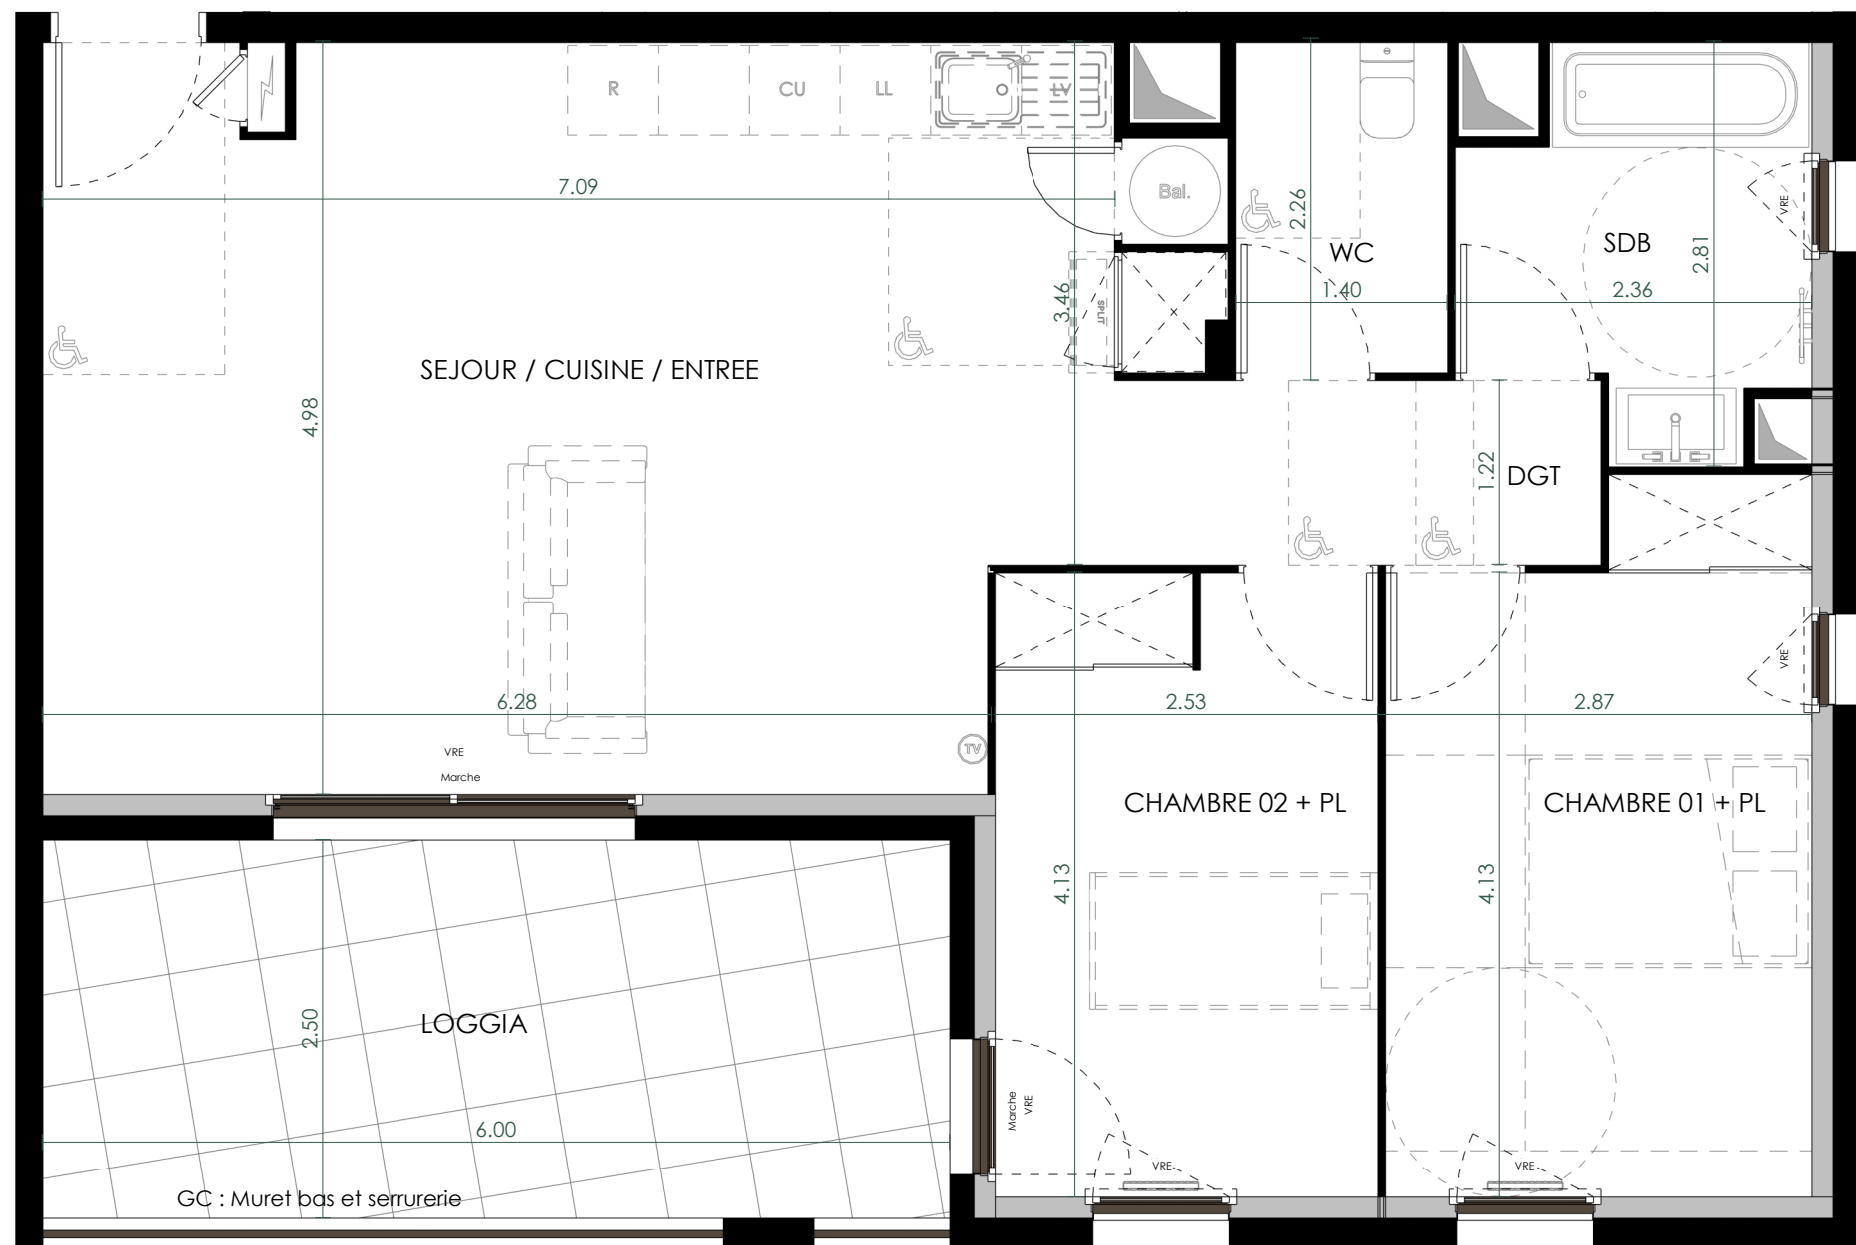 R
CU
LL
LV
7.09
Bal.
2.26
WC
SDB
2.81
VRE
1.40
2.36
3.46
SPLIT
SEJOUR / CUISINE / ENTREE
4.98
1.22
DGT
6.28
2.53
2.87
VRE
TV
VRE
Marche
CHAMBRE 02 + PL
CHAMBRE 01 + PL
4.13
4.13
LOGGIA
2.50
6.00
Marche
VRE
VRE
VRE
GC : Muret bas et serrurerie